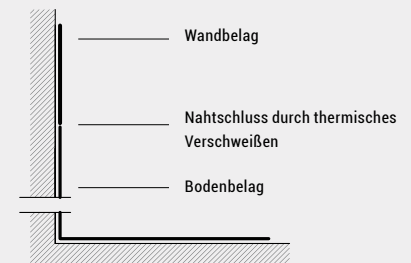 Wandbelag
Nahtschluss durch thermisches
Verschweißen
Bodenbelag